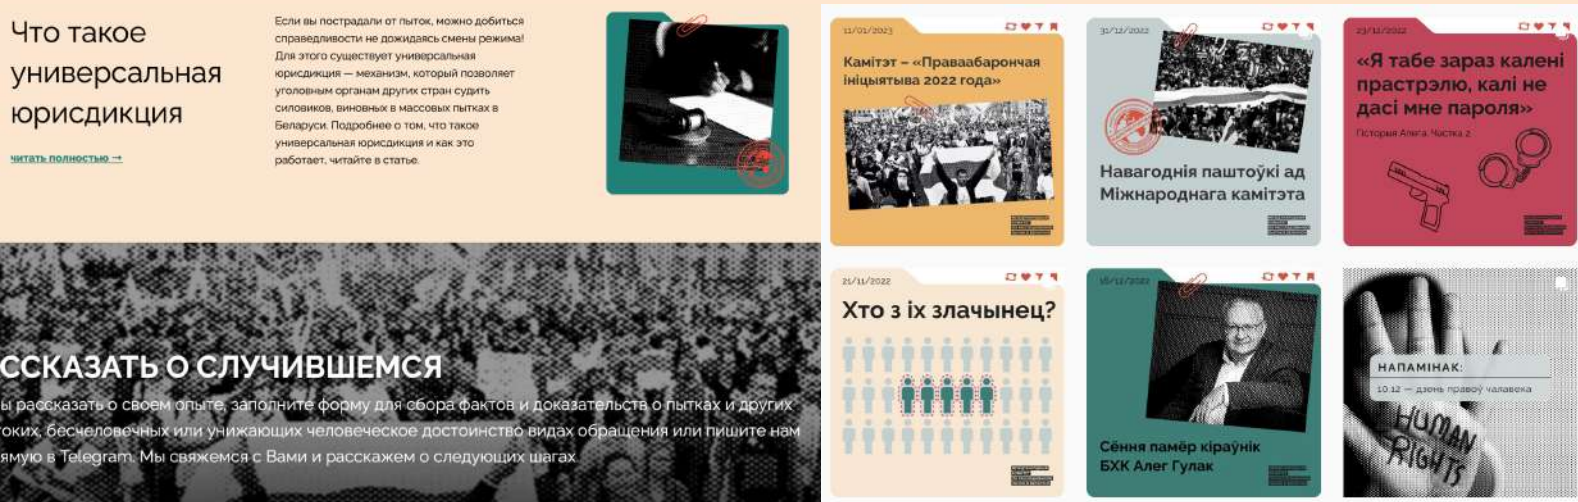 Что такое
универсальная
юрисдикция
читать полностью →
Если вы пострадали от пыток, можно добиться
справедливости не дожидаясь смены режима!
Для этого существует универсальная
юрисдикция — механизм, который позволяет
уголовным органам других стран судить
силовиков, виновных в массовых пытках в
Беларуси. Подробнее о том, что такое
универсальная юрисдикция и как это
работает, читайте в статье.
ССКАЗАТЬ О СЛУЧИВШЕМСЯ
ы рассказать о своем опыте, заполните форму для сбора фактов и доказательств о пытках и других
токих, бесчеловечных или унижающих человеческое достоинство видах обращения или пишите нам
ямую в Telegram. Мы свяжемся с Вами и расскажем о следующих шагах
11/01/2023
Камітэт – «Праваабарончая
ініцыятыва 2022 года»
31/12/2022
Навагоднія паштоўкі ад
Міжнароднага камітэта
23/12/2022
«Я табе зараз калені
прастрэлю, калі не
дасі мне пароля»
Гісторыя Алега. Частка 2
21/11/2022
Хто з іх злачынец?
Сёння памёр кіраўнік
БХК Алег Гулак
НАПАМІНАК:
10.12 — дзень правоў чалавека
HUMAN
RIGHTS